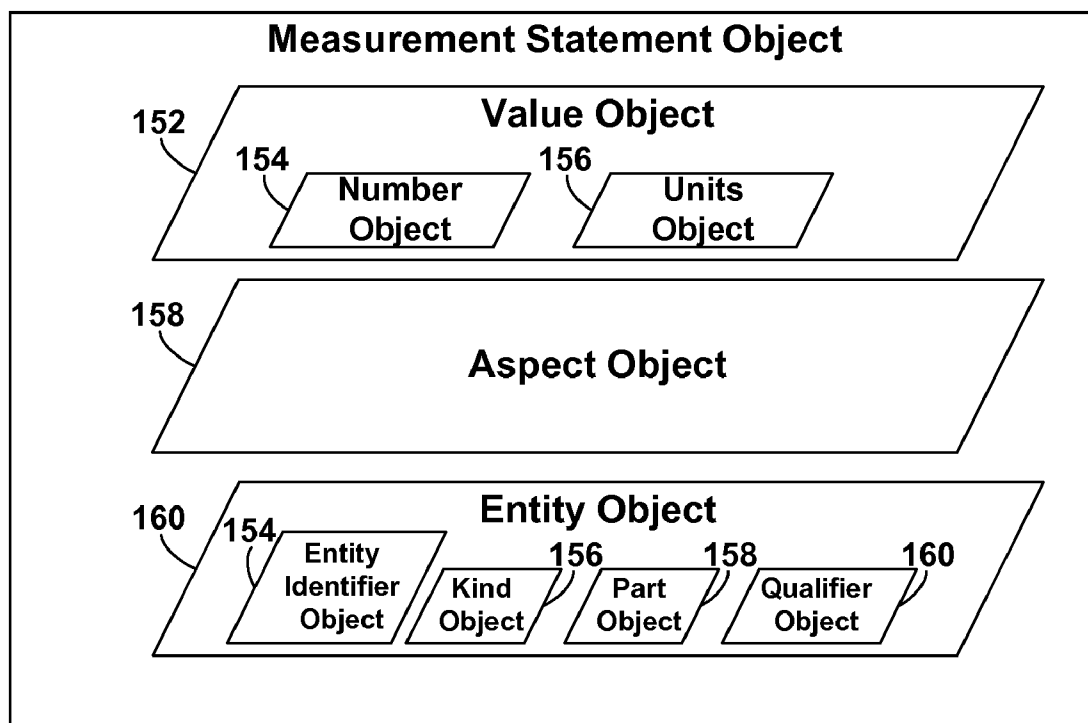 Measurement Statement Object
Value Object
152
154
156
Number
Object
Units
Object
158
Aspect Object
Entity Object
160
154
156
158
160
Entity
Identifier
Object
Kind
Object
Part
Object
Qualifier
Object